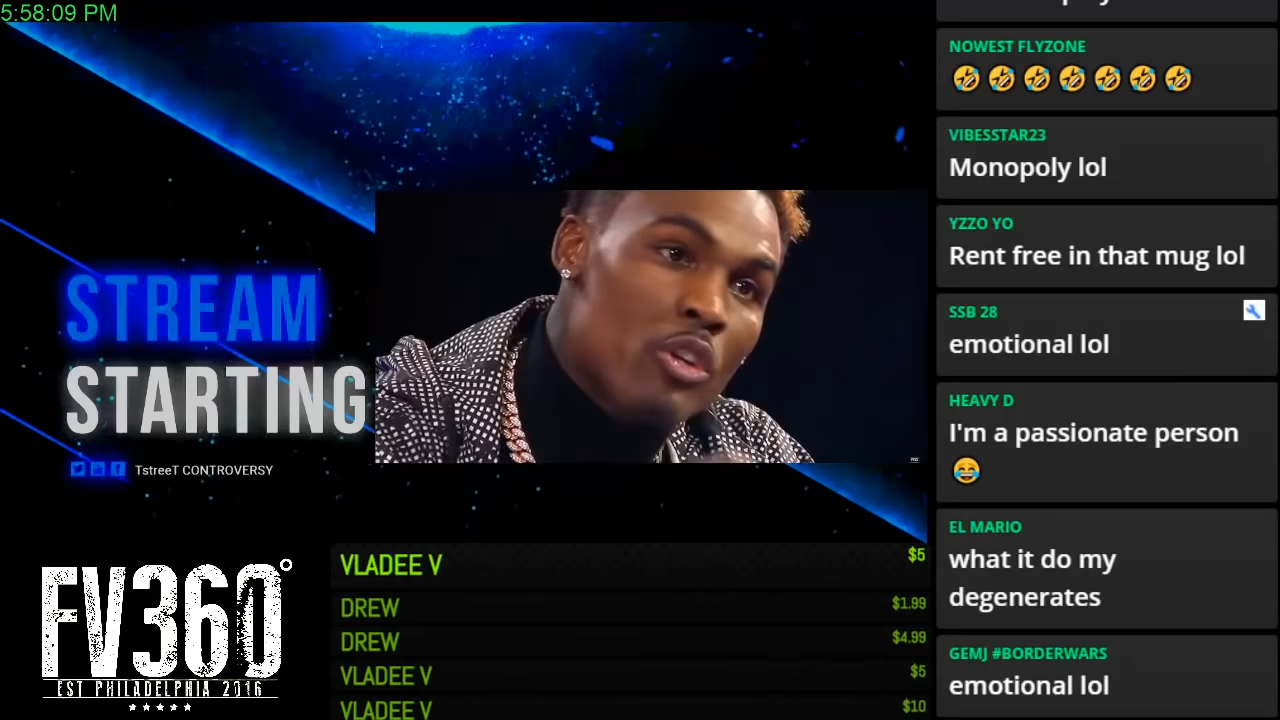 5:58:09 PM
STREAM
STARTING
TstreeT CONTROVERSY
FV360°
EST PHILADELPHIA 2016
VLADEE V $5
DREW $1.99
DREW $4.99
VLADEE V $5
VLADEE V $10
NOWEST FLYZONE
🤣🤣🤣🤣🤣🤣🤣
VIBESSTAR23
Monopoly lol
YZZO YO
Rent free in that mug lol
SSB 28
emotional lol
HEAVY D
I'm a passionate person
😂
EL MARIO
what it do my
degenerates
GEMJ #BORDERWARS
emotional lol